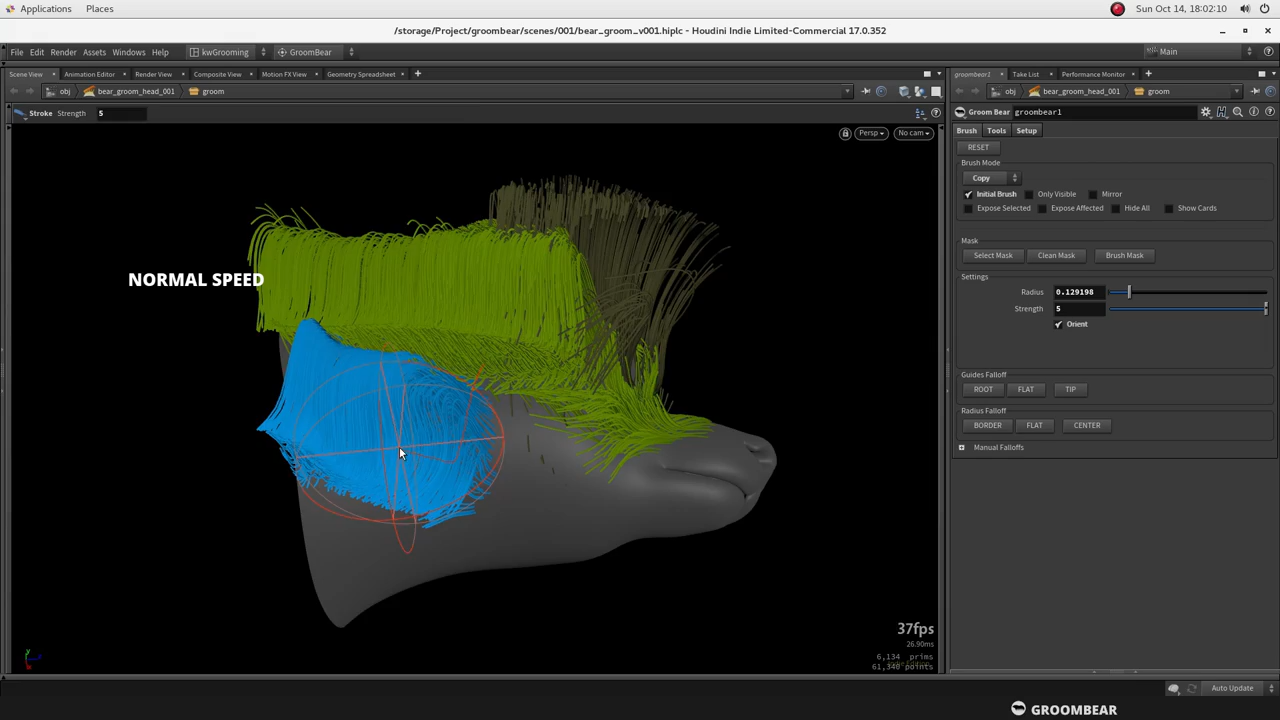 Applications Places Sun Oct 14, 18:02:10
/storage/Project/groombear/scenes/001/bear_groom_v001.hiplc - Houdini Indie Limited-Commercial 17.0.352
File Edit Render Assets Windows Help kwGrooming GroomBear Main
Scene View Animation Editor Render View Composite View Motion FX View Geometry Spreadsheet groombear1 Take List Performance Monitor
obj bear_groom_head_001 groom obj bear_groom_head_001 groom
Stroke Strength 5 Groom Bear groombear1
Persp No cam Brush Tools Setup
RESET
Brush Mode
Copy
Initial Brush Only Visible Mirror
Expose Selected Expose Affected Hide All Show Cards
Mask
Select Mask Clean Mask Brush Mask
NORMAL SPEED
Settings
Radius 0.129198
Strength 5
Orient
Guides Falloff
ROOT FLAT TIP
Radius Falloff
BORDER FLAT CENTER
Manual Falloffs
37fps
26.90ms
6,134 prims
61,340 points
Auto Update
GROOMBEAR